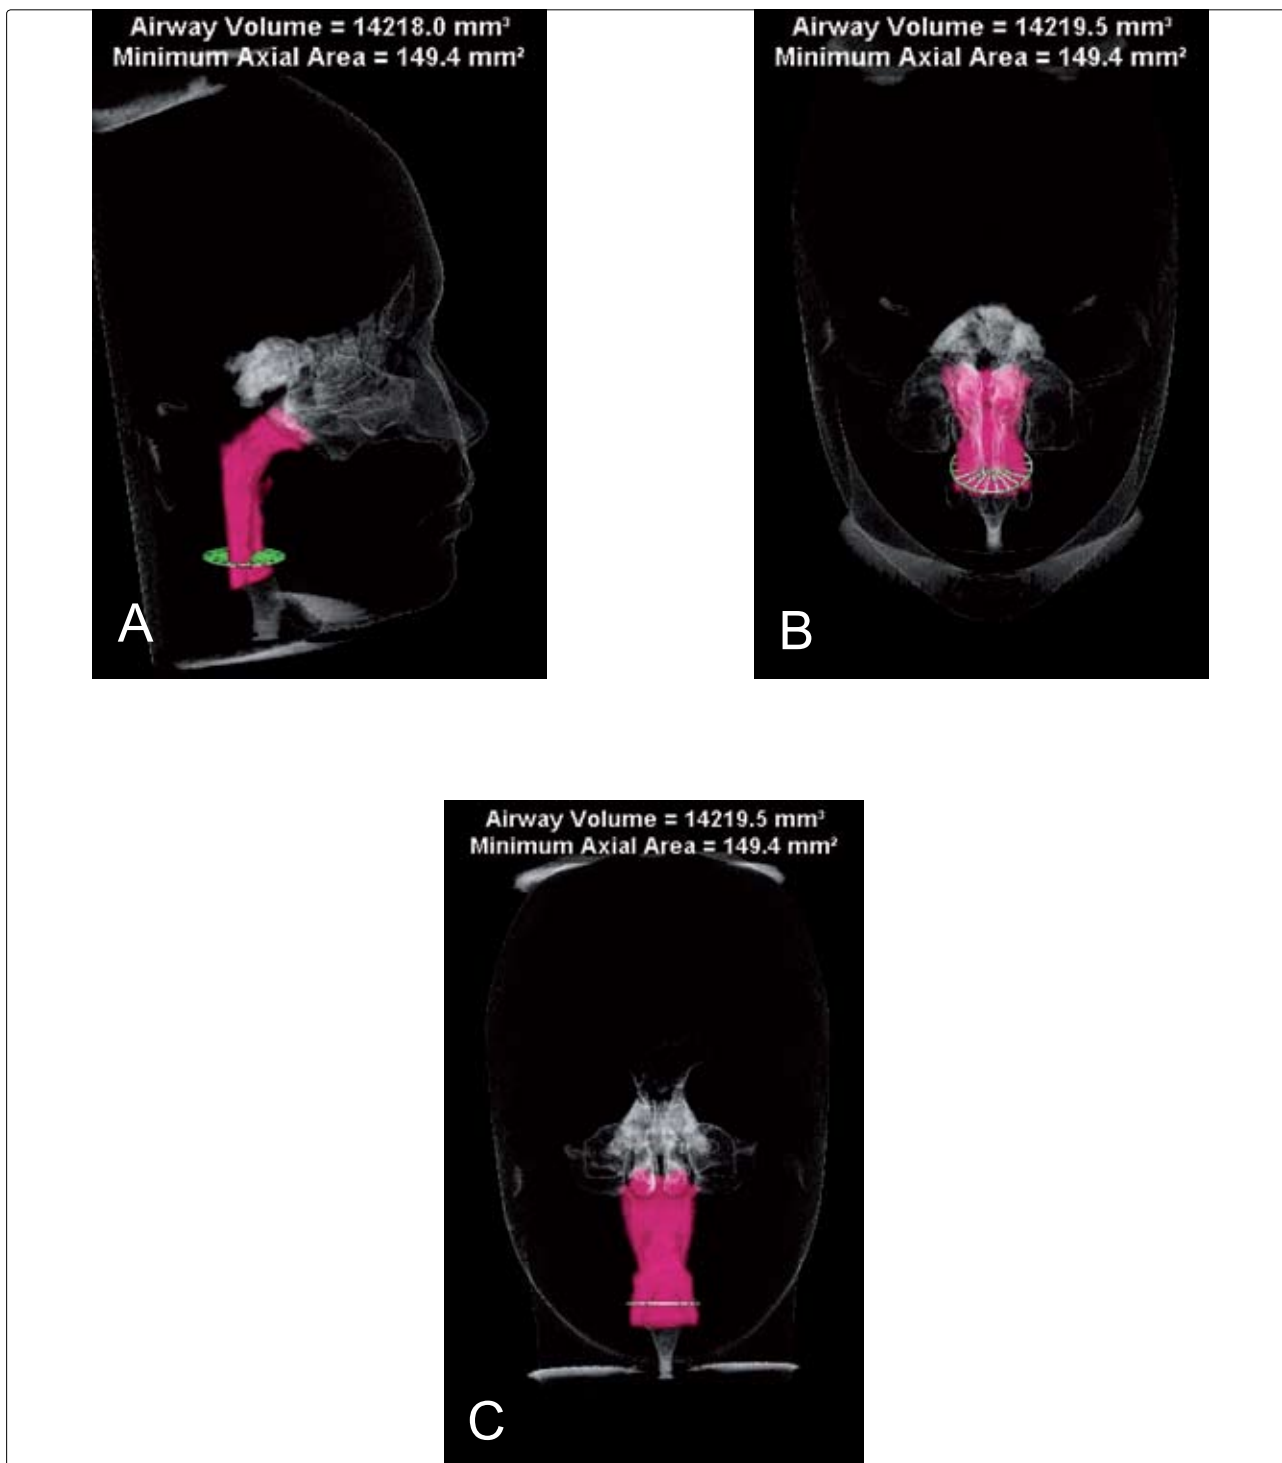 Airway Volume = 14218.0 mm³
Minimum Axial Area = 149.4 mm²
A
Airway Volume = 14219.5 mm³
Minimum Axial Area = 149.4 mm²
B
Airway Volume = 14219.5 mm³
Minimum Axial Area = 149.4 mm²
C